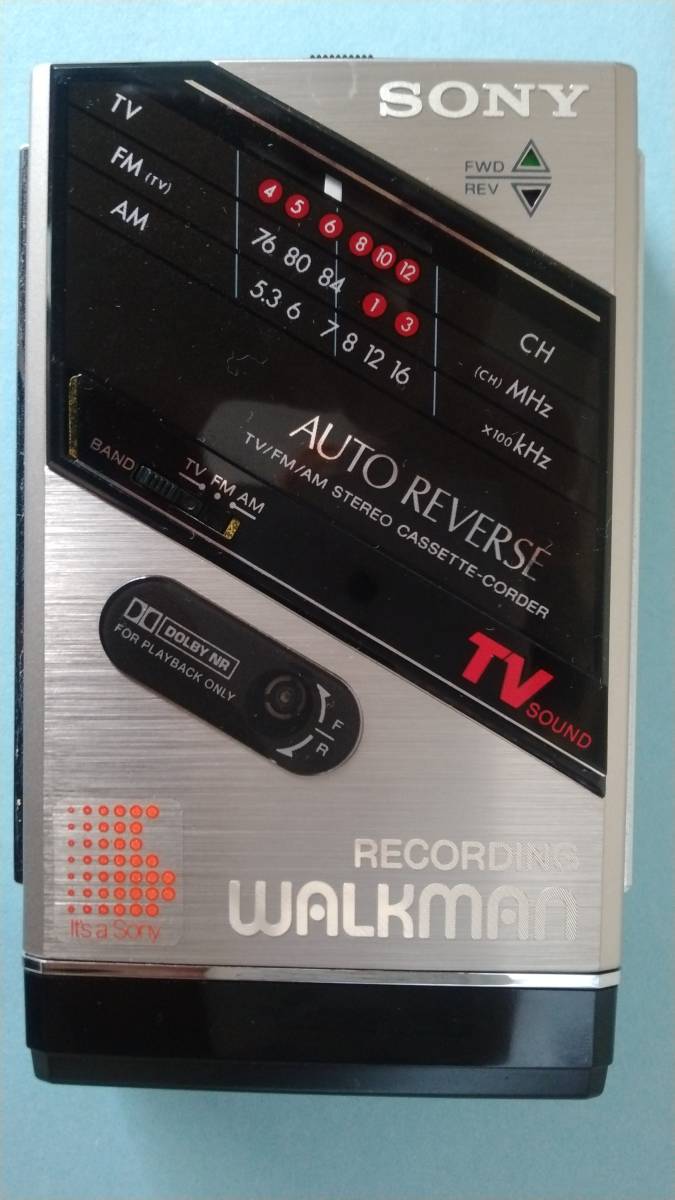 SONY
FWD
REV
TV
FM (TV)
AM
4 5 6 8 10 12
76 80 84 1 3
5.3 6 7 8 12 16
CH
(CH) MHz
x100 kHz
AUTO REVERSE
TV/FM/AM STEREO CASSETTE-CORDER
BAND
TV FM AM
TV SOUND
DOLBY NR
FOR PLAYBACK ONLY
F
R
RECORDING
WALKMAN
It's a Sony